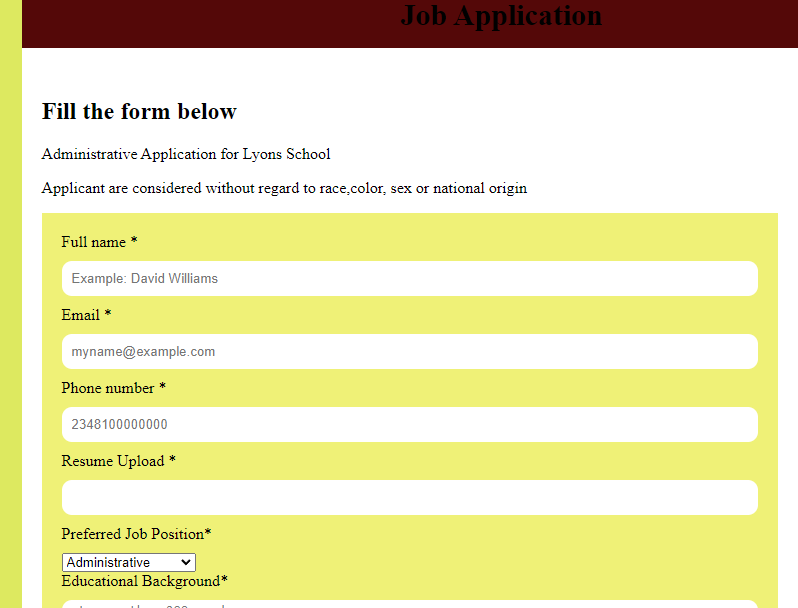 Job Application
Fill the form below
Administrative Application for Lyons School
Applicant are considered without regard to race,color, sex or national origin
Full name *
Example: David Williams
Email *
myname@example.com
Phone number *
2348100000000
Resume Upload *
Preferred Job Position*
Administrative
Educational Background*